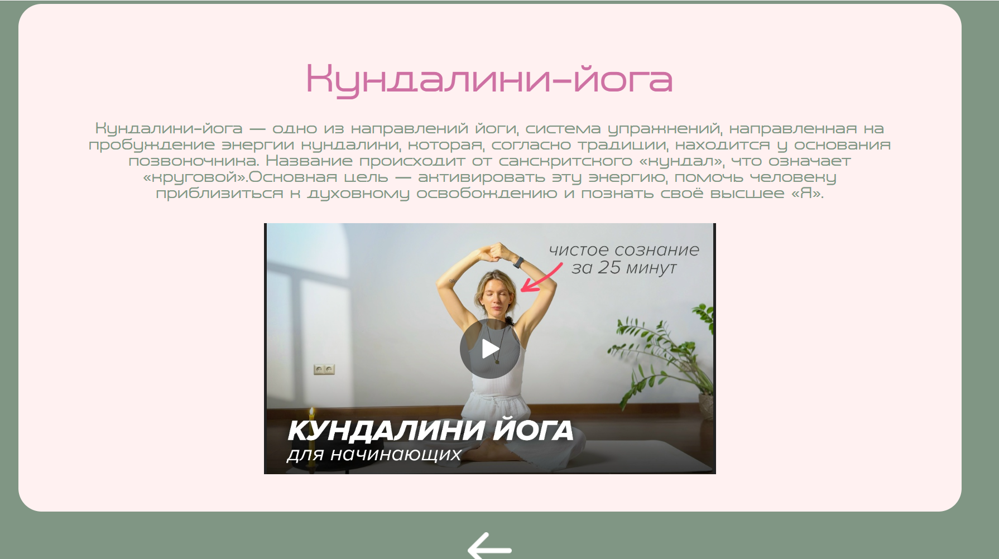 Кундалини-йога
Кундалини-йога — одно из направлений йоги, система упражнений, направленная на
пробуждение энергии кундалини, которая, согласно традиции, находится у основания
позвоночника. Название происходит от санскритского «кундал», что означает
«круговой».Основная цель — активировать эту энергию, помочь человеку
приблизиться к духовному освобождению и познать своё высшее «Я».
чистое сознание
за 25 минут
КУНДАЛИНИ ЙОГА
для начинающих